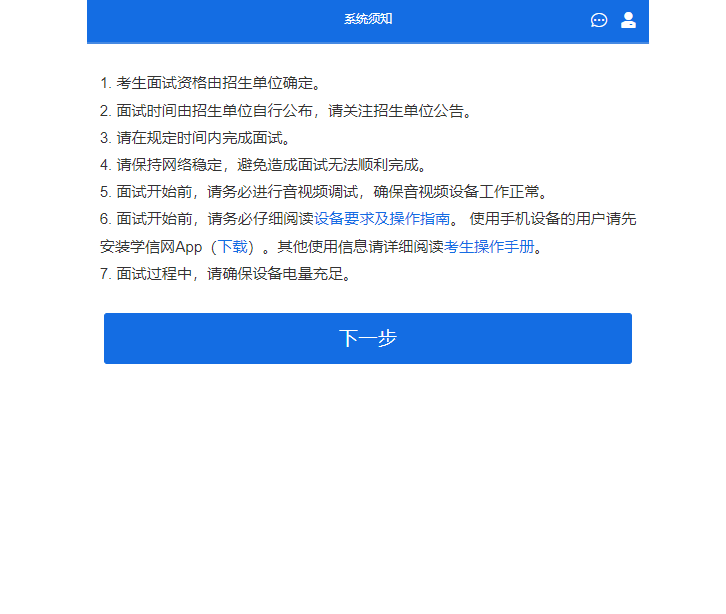 系统须知
1. 考生面试资格由招生单位确定。
2. 面试时间由招生单位自行公布，请关注招生单位公告。
3. 请在规定时间内完成面试。
4. 请保持网络稳定，避免造成面试无法顺利完成。
5. 面试开始前，请务必进行音视频调试，确保音视频设备工作正常。
6. 面试开始前，请务必仔细阅读设备要求及操作指南。 使用手机设备的用户请先
安装学信网App（下载）。其他使用信息请详细阅读考生操作手册。
7. 面试过程中，请确保设备电量充足。
下一步